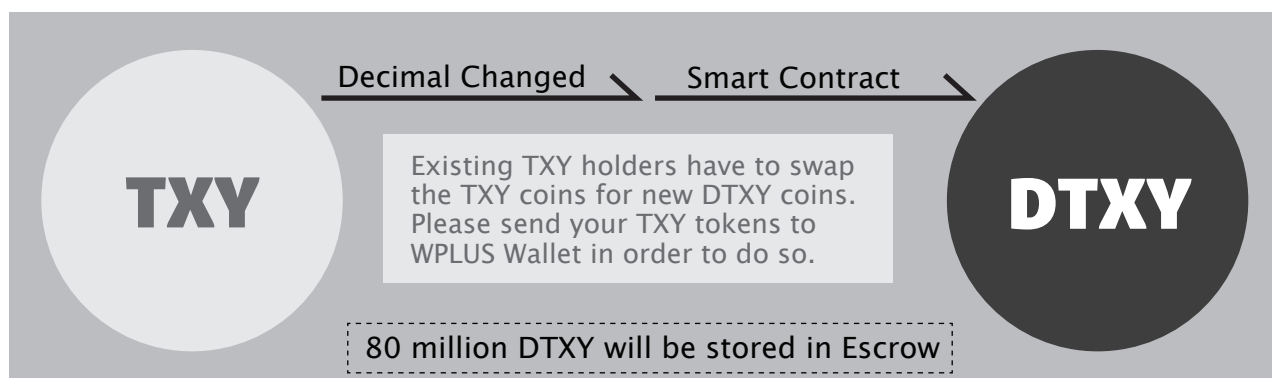 Decimal Changed
Smart Contract
TXY
Existing TXY holders have to swap
the TXY coins for new DTXY coins.
Please send your TXY tokens to
WPLUS Wallet in order to do so.
DTXY
80 million DTXY will be stored in Escrow